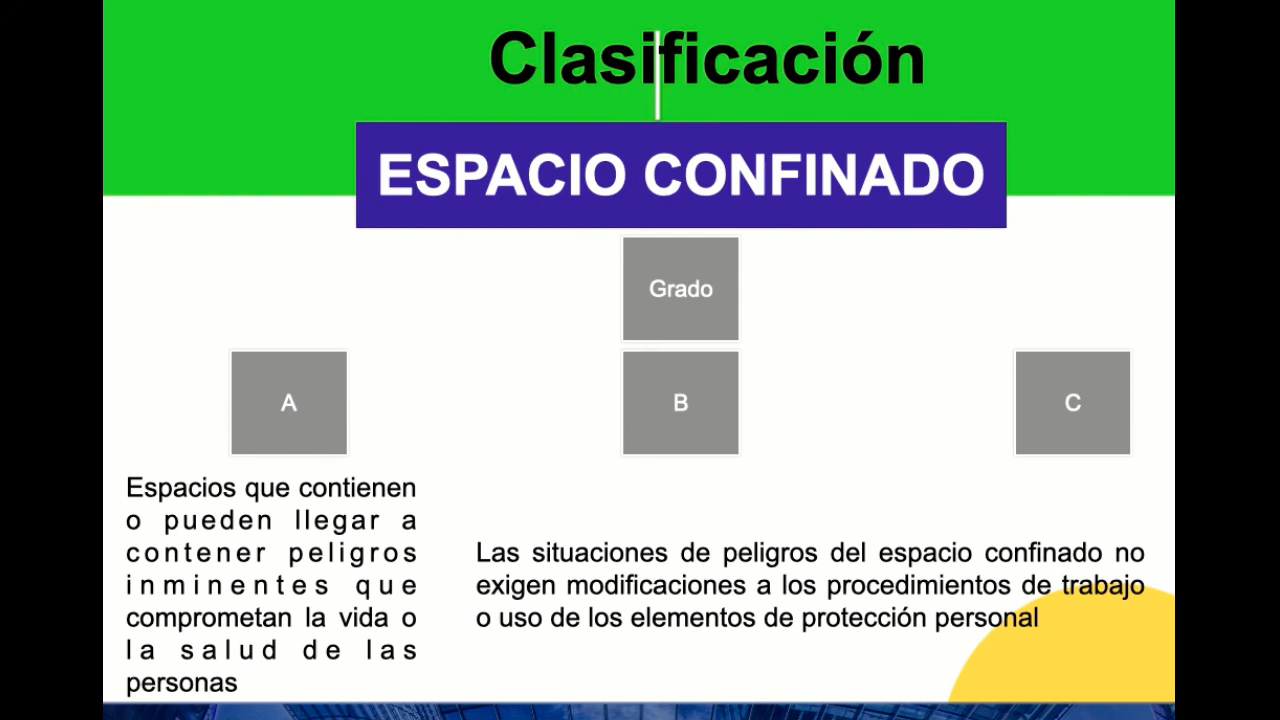 Clasificación
ESPACIO CONFINADO
Grado
A
B
C
Espacios que contienen
o pueden llegar a
contener peligros
inminentes que
comprometan la vida o
la salud de las
personas
Las situaciones de peligros del espacio confinado no
exigen modificaciones a los procedimientos de trabajo
o uso de los elementos de protección personal